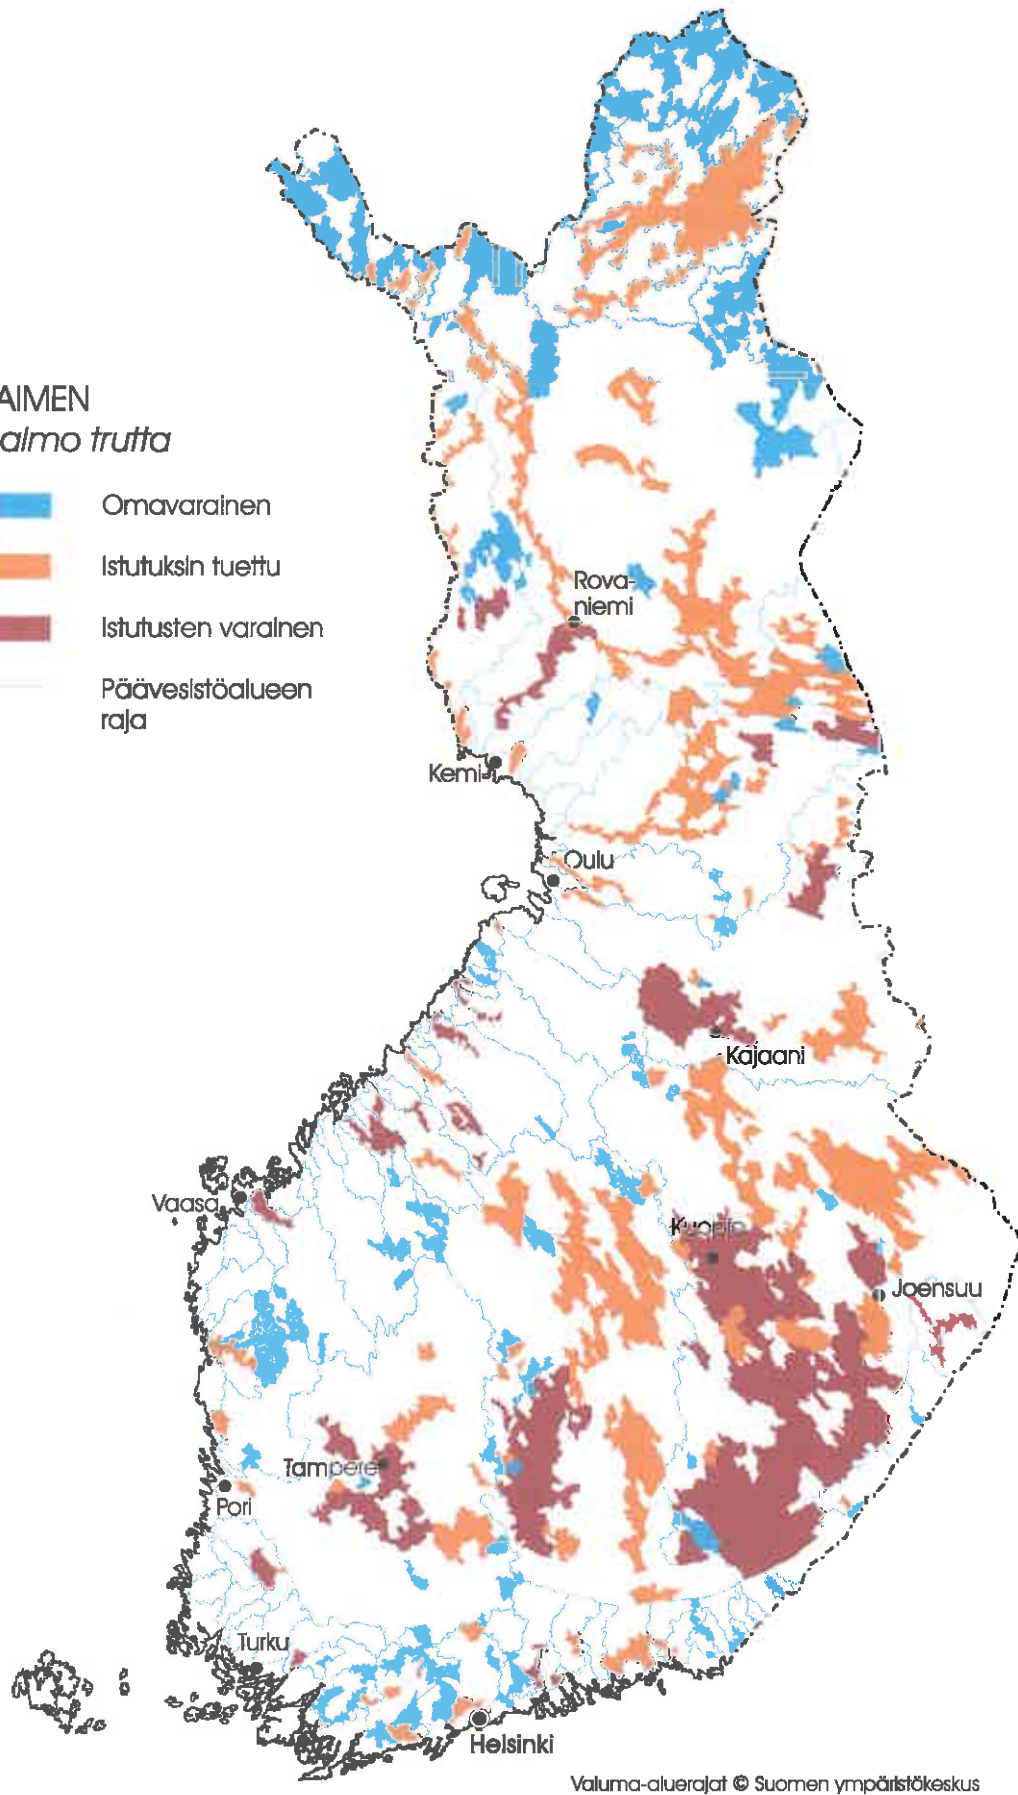 AIMEN
almo trutta
Omavarainen
Istutuksin tuettu
Istutusten varainen
Päävesistöalueen
raja
Rova-
niemi
Kemi
Oulu
Kajaani
Vaasa
Kuopio
Joensuu
Tampere
Pori
Turku
Helsinki
Valuma-aluerajat © Suomen ympäristökeskus